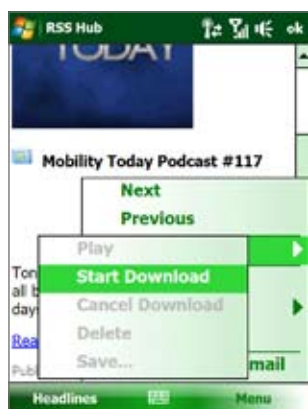 RSS Hub
ok
TODAY
Mobility Today Podcast #117
Next
Previous
Play
Start Download
Cancel Download
Delete
Save...
Ton
all b
day
Rea
Publ
mail
Headlines
Menu